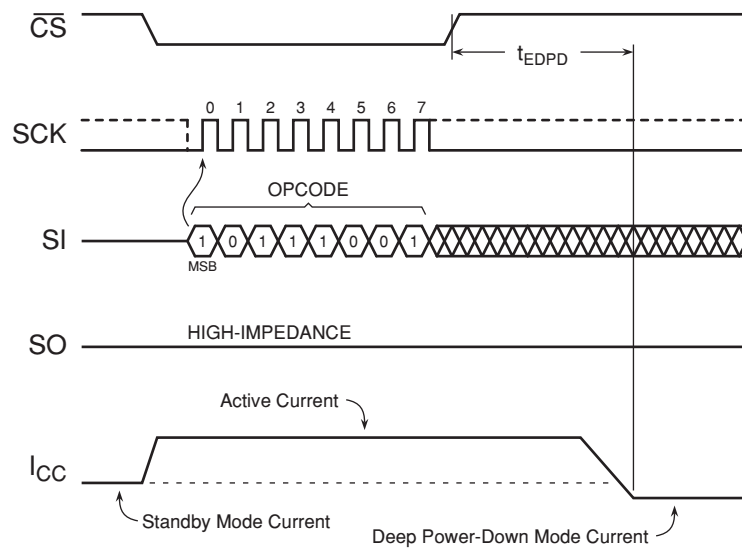 CS
tEDPD
0 1 2 3 4 5 6 7
SCK
OPCODE
SI
1 0 1 1 1 0 0 1
MSB
HIGH-IMPEDANCE
SO
Active Current
ICC
Standby Mode Current
Deep Power-Down Mode Current